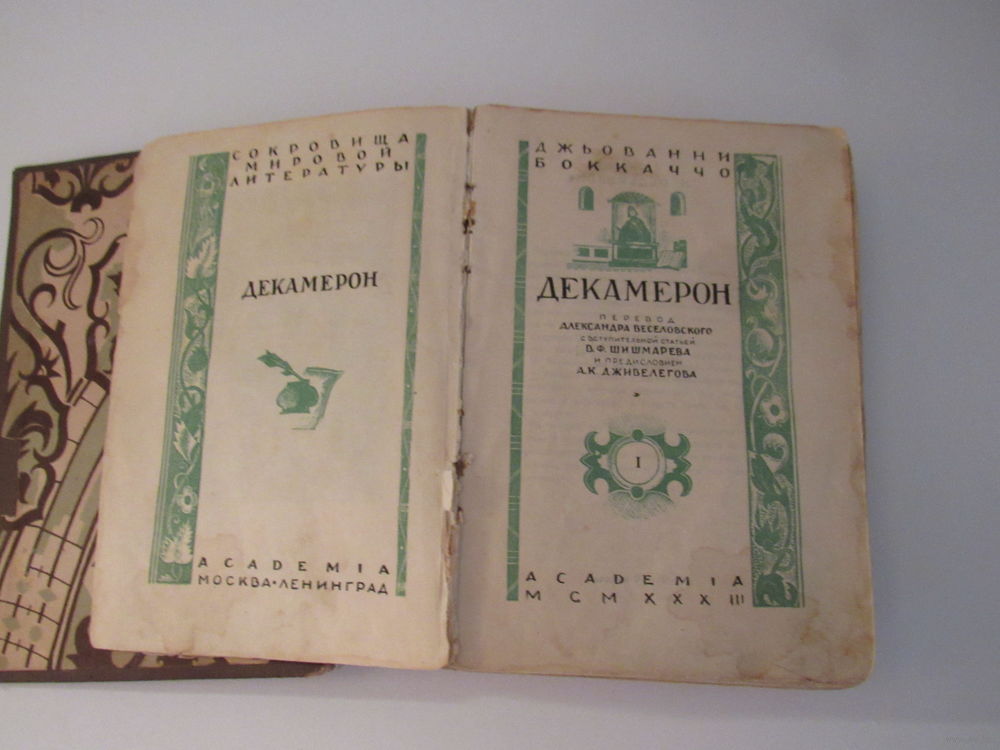 СОКРОВИЩА
МИРОВОЙ
ЛИТЕРАТУРЫ
ДЕКАМЕРОН
ACADEMIA
МОСКВА•ЛЕНИНГРАД
ДЖЬОВАННИ
БОККАЧЧО
ДЕКАМЕРОН
ПЕРЕВОД
АЛЕКСАНДРА ВЕСЕЛОВСКОГО
С ВСТУПИТЕЛЬНОЙ СТАТЬЕЙ
В.Ф. ШИШМАРЕВА
И ПРЕДИСЛОВИЕМ
А.К. ДЖИВЕЛЕГОВА
I
ACADEMIA
MCMXXXIII